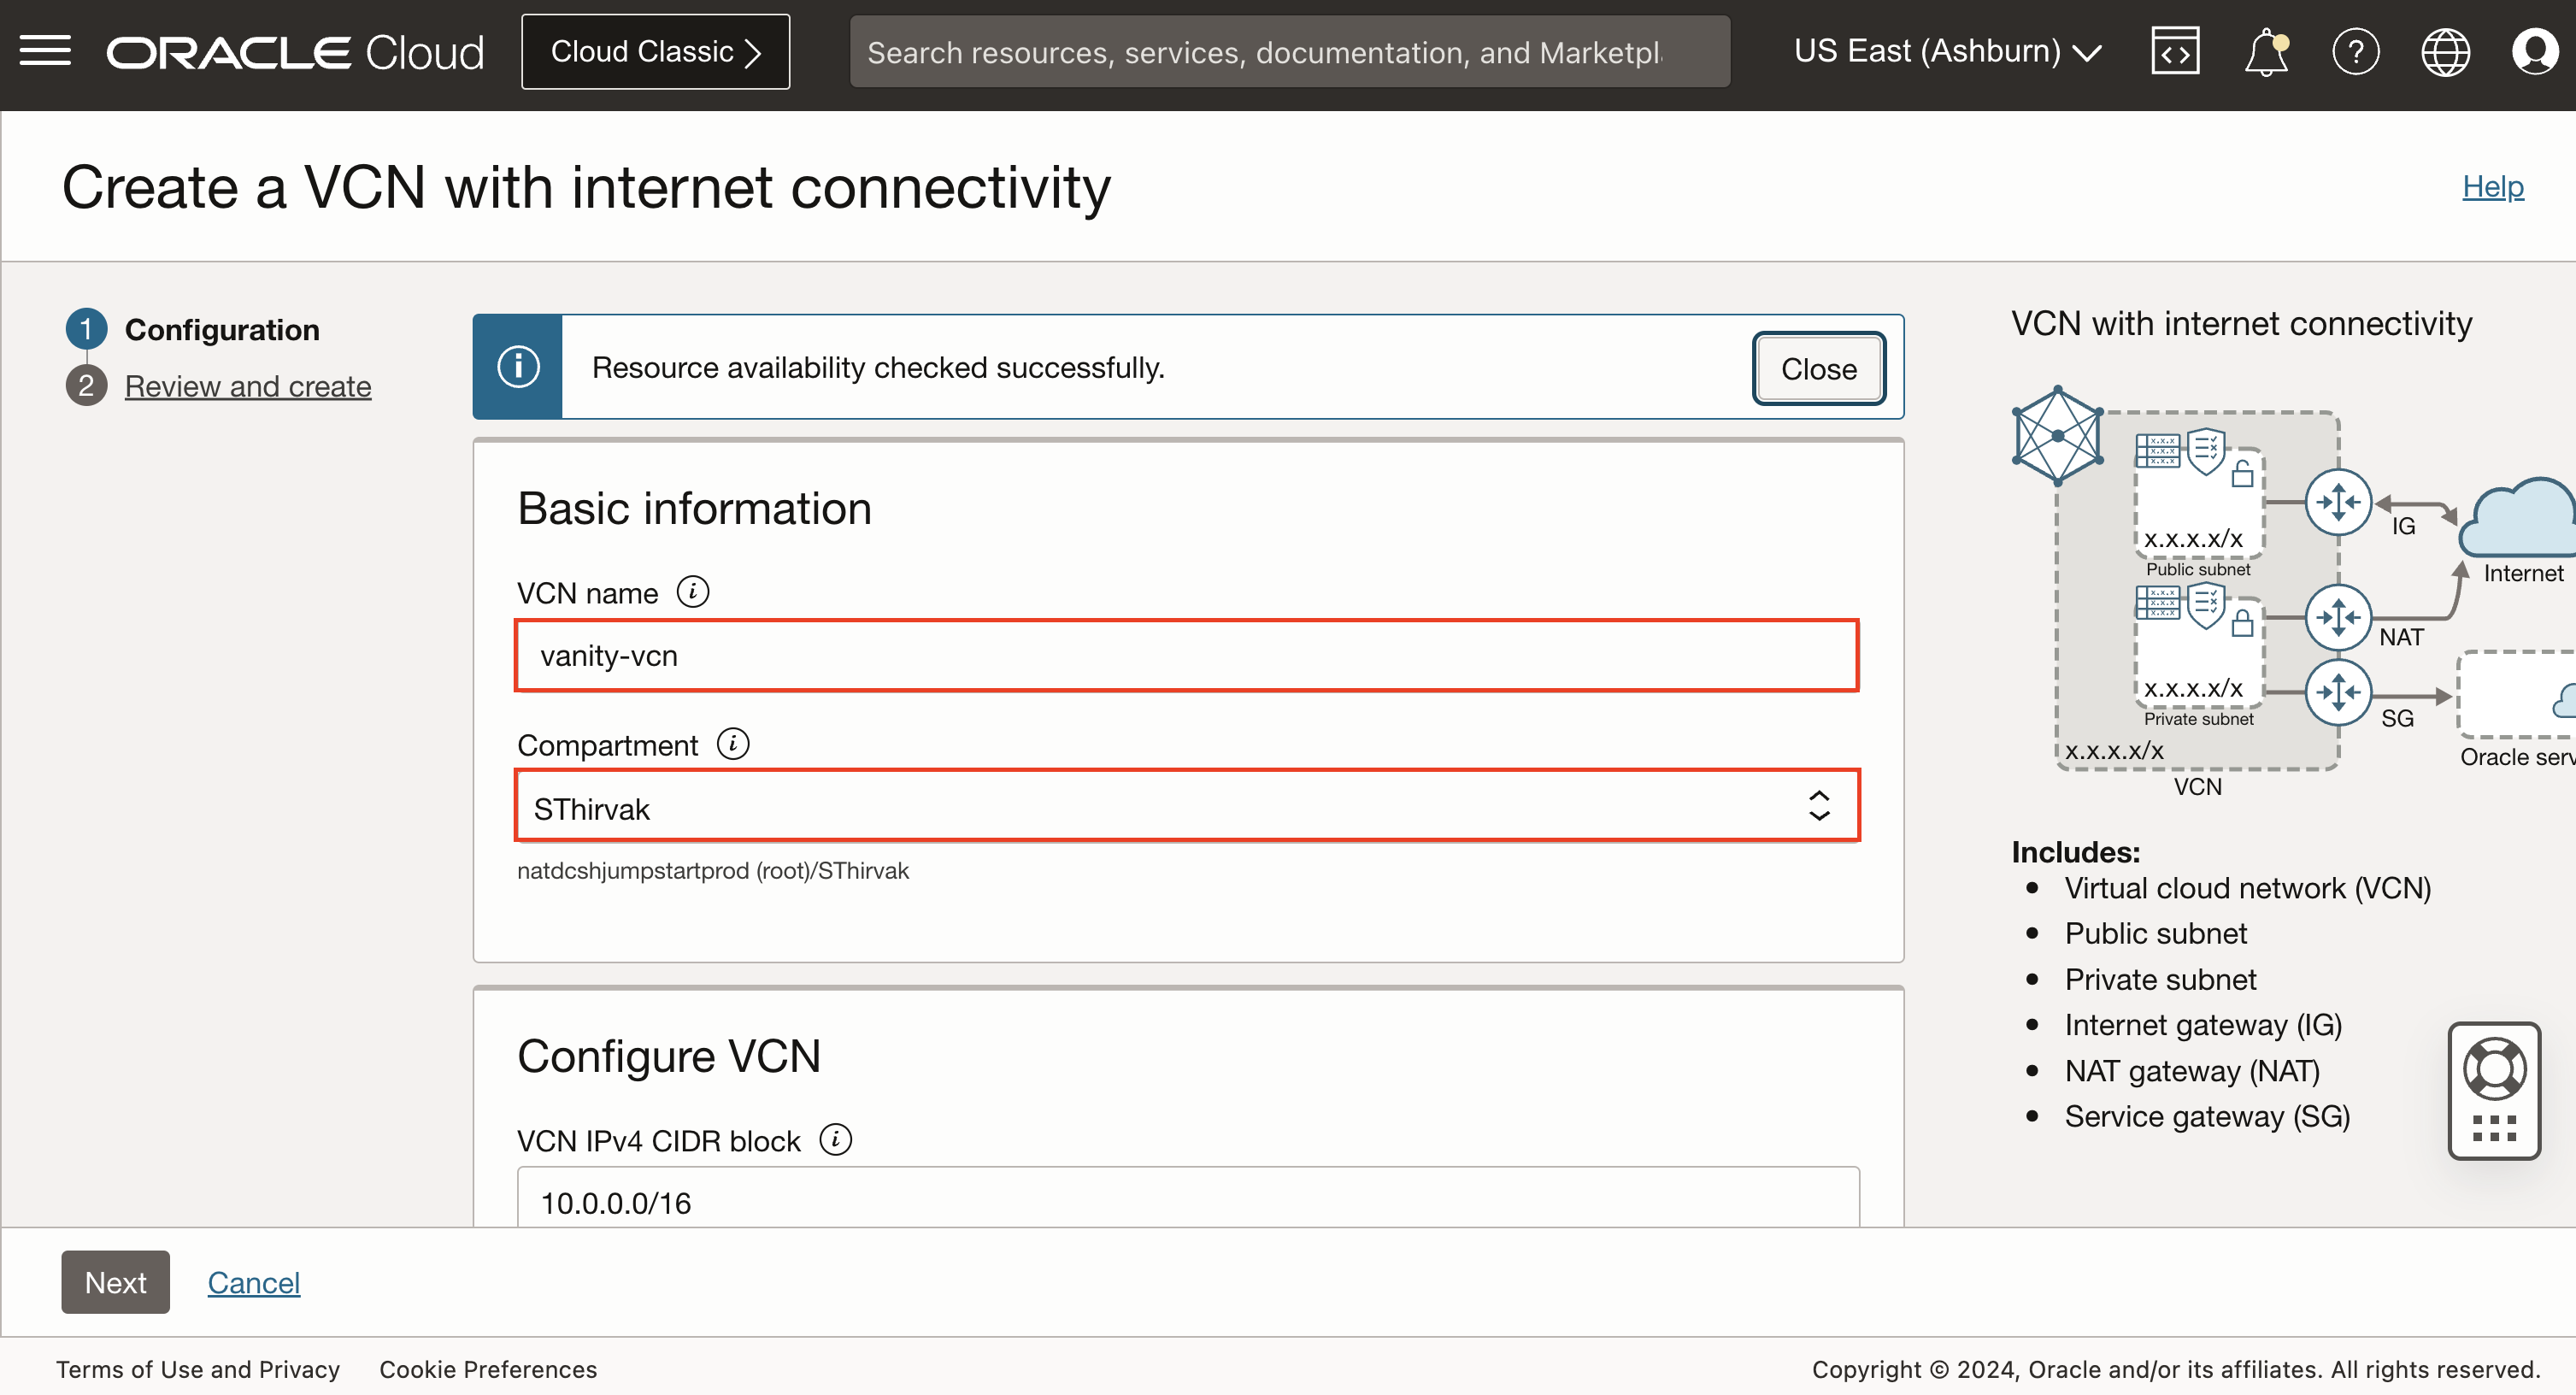 ORACLE Cloud
Cloud Classic
Search resources, services, documentation, and Marketpl
US East (Ashburn)
Create a VCN with internet connectivity
Help
1 Configuration
2 Review and create
Resource availability checked successfully.
Close
Basic information
VCN name
vanity-vcn
Compartment
SThirvak
natdcshjumpstartprod (root)/SThirvak
Configure VCN
VCN IPv4 CIDR block
10.0.0.0/16
VCN with internet connectivity
x.x.x.x/x
Public subnet
IG
Internet
NAT
x.x.x.x/x
Private subnet
SG
x.x.x.x/x
VCN
Oracle serv
Includes:
Virtual cloud network (VCN)
Public subnet
Private subnet
Internet gateway (IG)
NAT gateway (NAT)
Service gateway (SG)
Next
Cancel
Terms of Use and Privacy
Cookie Preferences
Copyright © 2024, Oracle and/or its affiliates. All rights reserved.